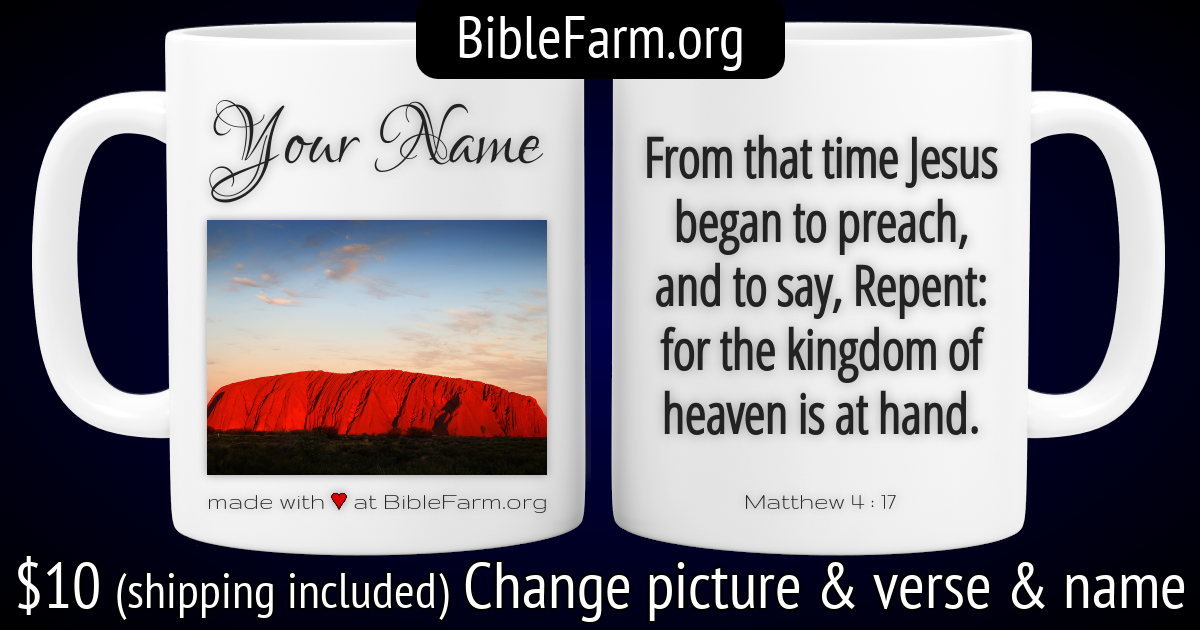 BibleFarm.org
Your Name
made with ♥ at BibleFarm.org
From that time Jesus
began to preach,
and to say, Repent:
for the kingdom of
heaven is at hand.
Matthew 4 : 17
$10 (shipping included) Change picture & verse & name